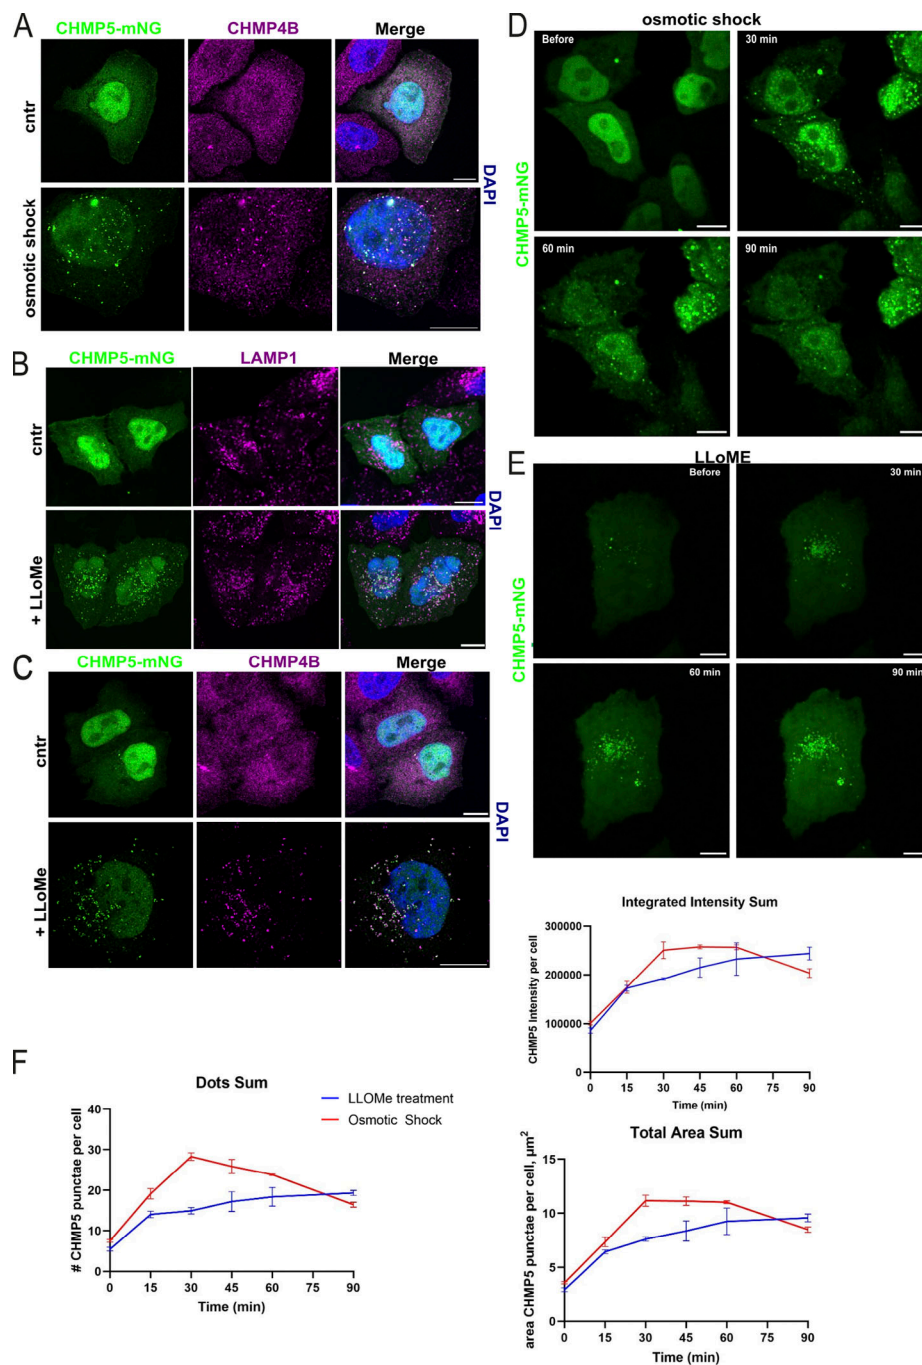 A
CHMP5-mNG CHMP4B Merge
cntr
osmotic shock
DAPI
B
CHMP5-mNG LAMP1 Merge
cntr
+ LLoMe
DAPI
C
CHMP5-mNG CHMP4B Merge
cntr
+ LLoMe
DAPI
D
osmotic shock
CHMP5-mNG
Before
30 min
60 min
90 min
E
LLoME
CHMP5-mNG
Before
30 min
60 min
90 min
F
Dots Sum
# CHMP5 punctae per cell
40
30
20
10
0
0 15 30 45 60 75 90
Time (min)
LLOMe treatment
Osmotic Shock
Integrated Intensity Sum
CHMP5 Intensity per cell
300000
200000
100000
0
0 15 30 45 60 75 90
Time (min)
Total Area Sum
area CHMP5 punctae per cell, μm²
15
10
5
0
0 15 30 45 60 75 90
Time (min)